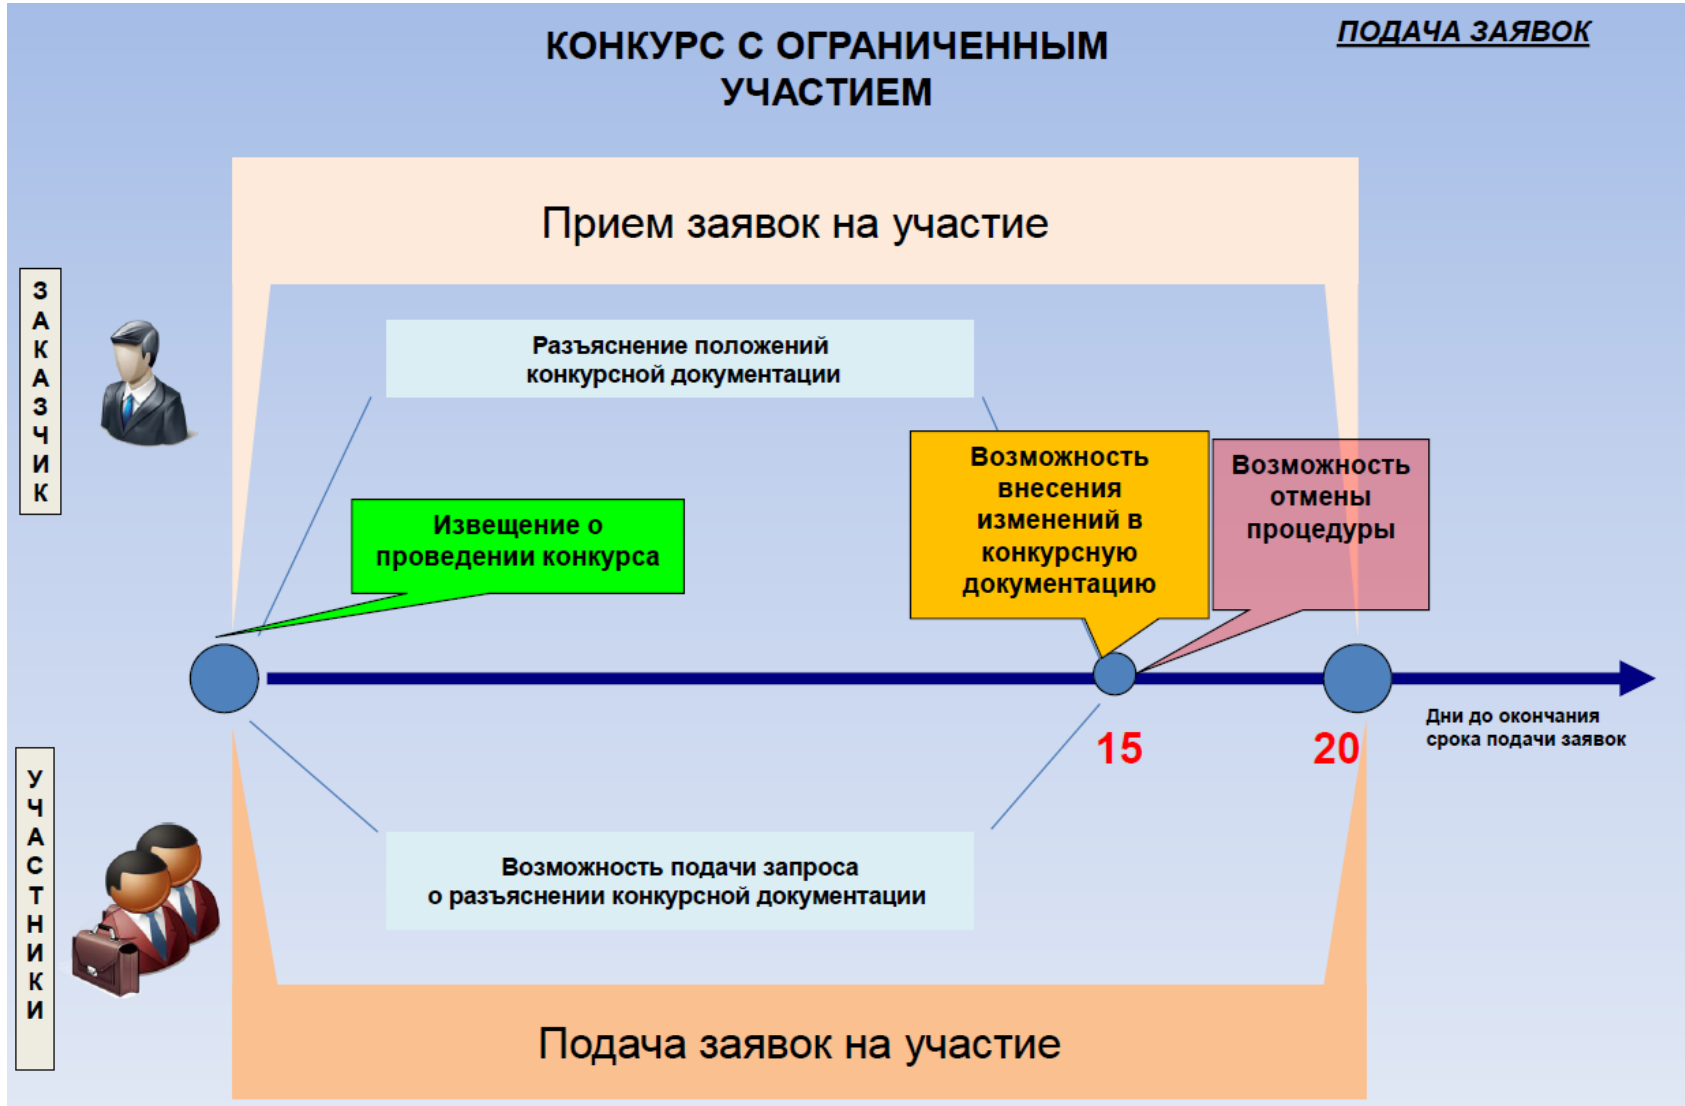 КОНКУРС С ОГРАНИЧЕННЫМ
УЧАСТИЕМ
ПОДАЧА ЗАЯВОК
Прием заявок на участие
ЗАКАЗЧИК
Разъяснение положений
конкурсной документации
Извещение о
проведении конкурса
Возможность
внесения
изменений в
конкурсную
документацию
Возможность
отмены
процедуры
15
20
Дни до окончания
срока подачи заявок
УЧАСТНИКИ
Возможность подачи запроса
о разъяснении конкурсной документации
Подача заявок на участие